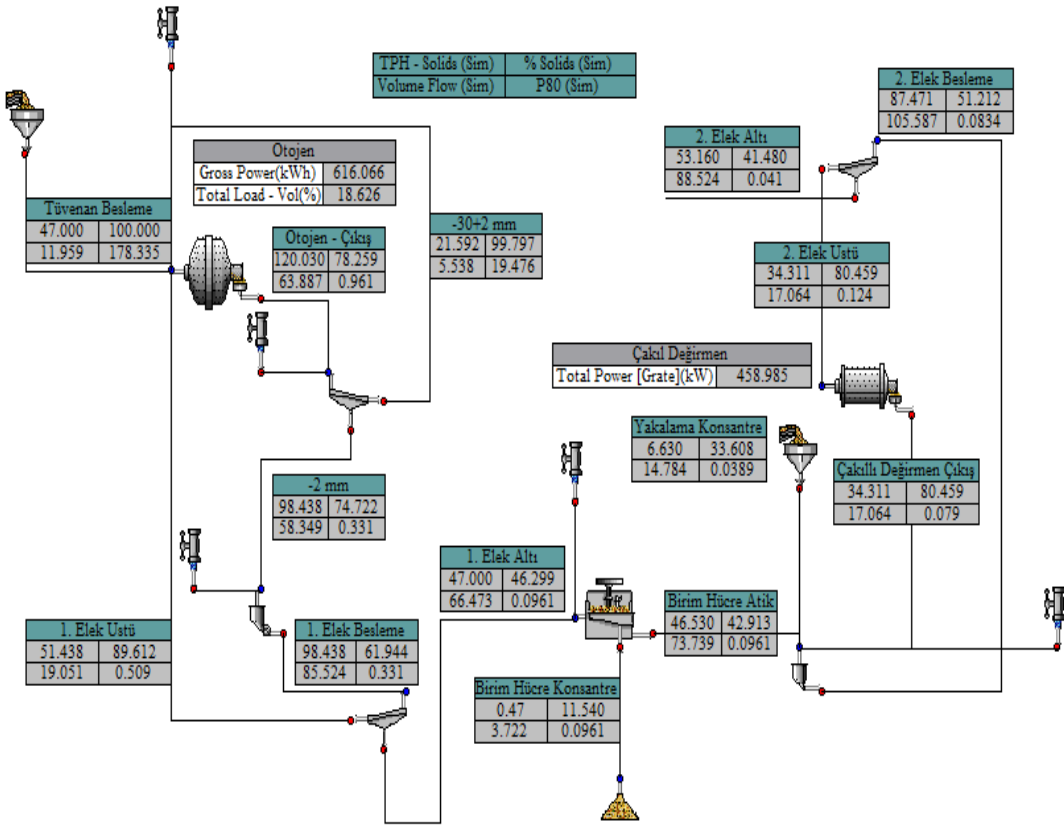 TPH - Solids (Sim) % Solids (Sim)
Volume Flow (Sim) P80 (Sim)
2. Elek Besleme
87.471 51.212
105.587 0.0834
2. Elek Altı
53.160 41.480
88.524 0.041
Otojen
Gross Power(kWh) 616.066
Total Load - Vol(%) 18.626
Tüvenan Besleme
47.000 100.000
11.959 178.335
Otojen - Çıkış
120.030 78.259
63.887 0.961
-30+2 mm
21.592 99.797
5.538 19.476
2. Elek Üstü
34.311 80.459
17.064 0.124
Çakıl Değirmen
Total Power [Grate](kW) 458.985
Yakalama Konsantre
6.630 33.608
14.784 0.0389
Çakıllı Değirmen Çıkış
34.311 80.459
17.064 0.079
-2 mm
98.438 74.722
58.349 0.331
1. Elek Altı
47.000 46.299
66.473 0.0961
Birim Hücre Atik
46.530 42.913
73.739 0.0961
1. Elek Üstü
51.438 89.612
19.051 0.509
1. Elek Besleme
98.438 61.944
85.524 0.331
Birim Hücre Konsantre
0.47 11.540
3.722 0.0961